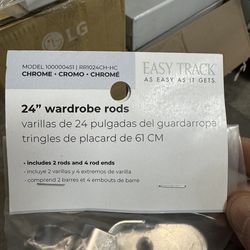 LG
MODEL 100000451 | RR1024CH-HC
CHROME • CROMO • CHROMÉ
EASY TRACK
AS EASY AS IT GETS.
24” wardrobe rods
varillas de 24 pulgadas del guardarropa
tringles de placard de 61 CM
• includes 2 rods and 4 rod ends
• incluye 2 varillas y 4 extremos de varilla
• comprend 2 barres et 4 embouts de barre